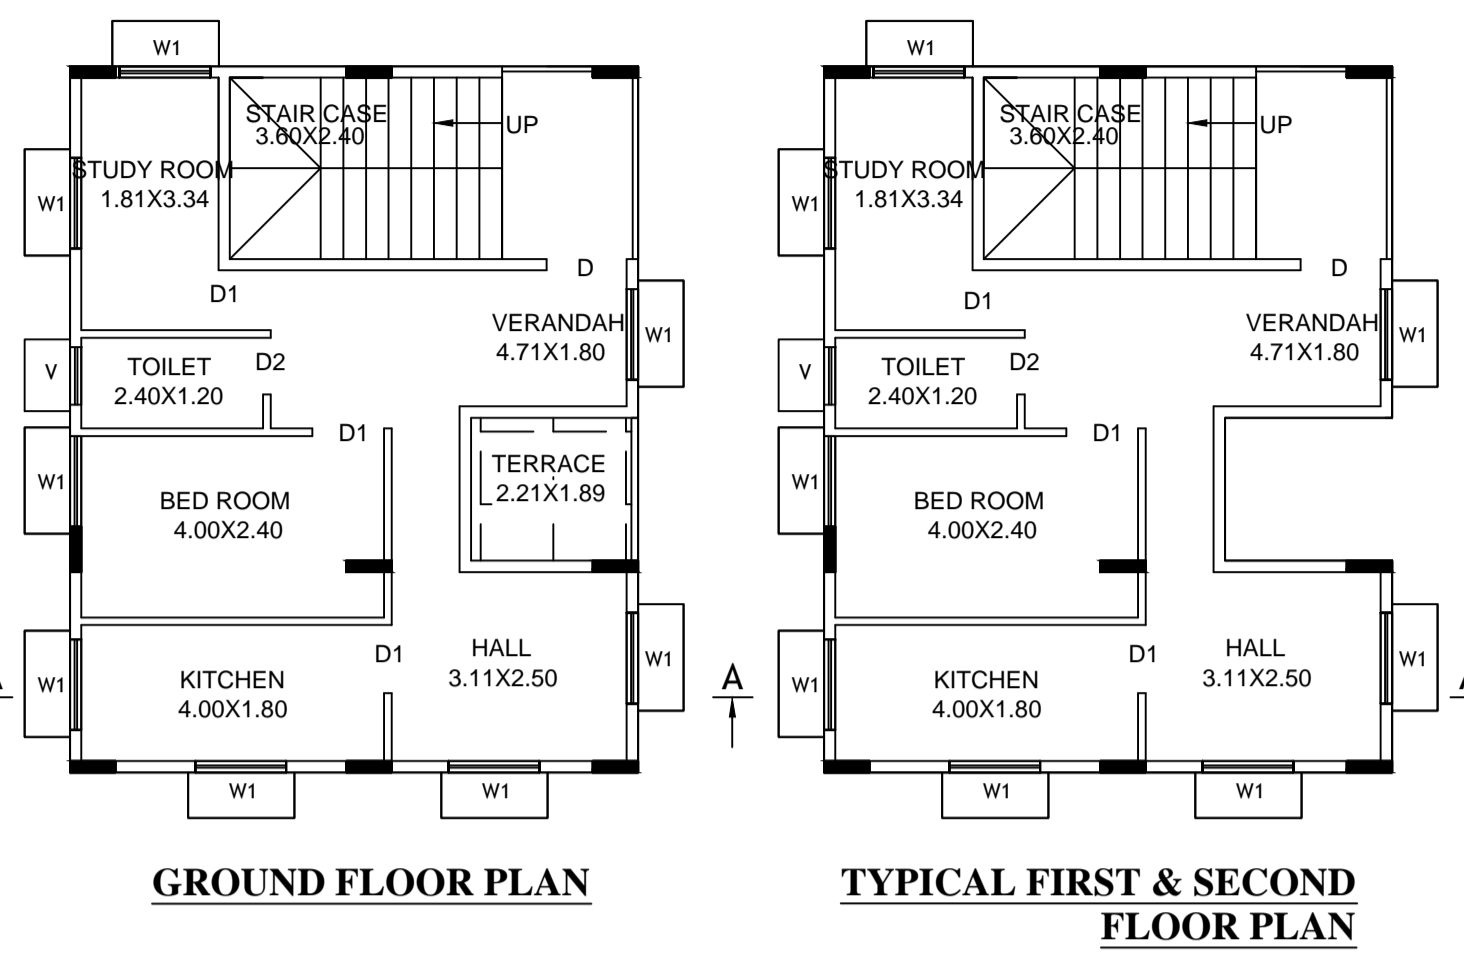 W1
STAIR CASE
3.60X2.40
UP
STUDY ROOM
1.81X3.34
W1
D
D1
VERANDAH
4.71X1.80
W1
TOILET
2.40X1.20
D2
V
D1
TERRACE
2.21X1.89
W1
BED ROOM
4.00X2.40
HALL
3.11X2.50
D1
W1
KITCHEN
4.00X1.80
W1
W1
W1
A
GROUND FLOOR PLAN
W1
STAIR CASE
3.60X2.40
UP
STUDY ROOM
1.81X3.34
W1
D
D1
VERANDAH
4.71X1.80
W1
TOILET
2.40X1.20
D2
V
D1
W1
BED ROOM
4.00X2.40
HALL
3.11X2.50
D1
W1
KITCHEN
4.00X1.80
W1
W1
W1
TYPICAL FIRST & SECOND
FLOOR PLAN